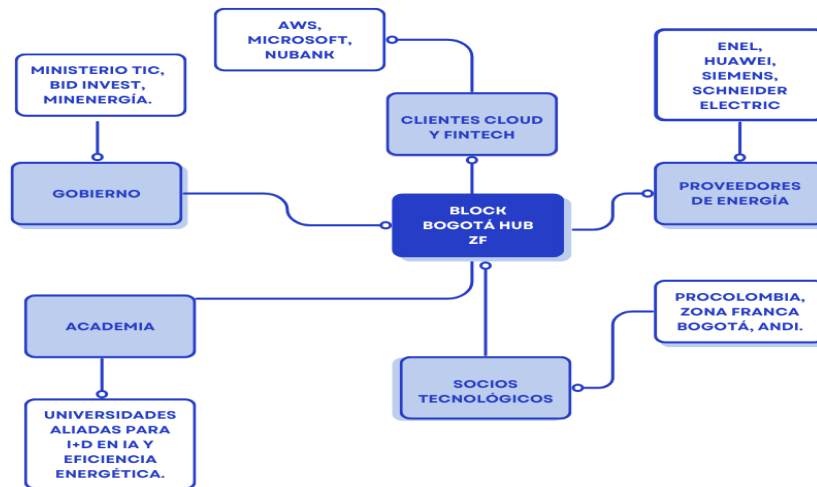 AWS,
MICROSOFT,
NUBANK
MINISTERIO TIC,
BID INVEST,
MINENERGÍA.
ENEL,
HUAWEI,
SIEMENS,
SCHNEIDER
ELECTRIC
CLIENTES CLOUD
Y FINTECH
GOBIERNO
BLOCK
BOGOTÁ HUB
ZF
PROVEEDORES
DE ENERGÍA
ACADEMIA
PROCOLOMBIA,
ZONA FRANCA
BOGOTÁ, ANDI.
SOCIOS
TECNOLÓGICOS
UNIVERSIDADES
ALIADAS PARA
I+D EN IA Y
EFICIENCIA
ENERGÉTICA.